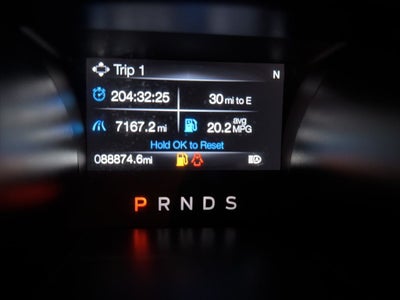 Trip 1
N
204:32:25 30 mi to E
7167.2 mi 20.2 avg MPG
Hold OK to Reset
088874.6mi
P R N D S